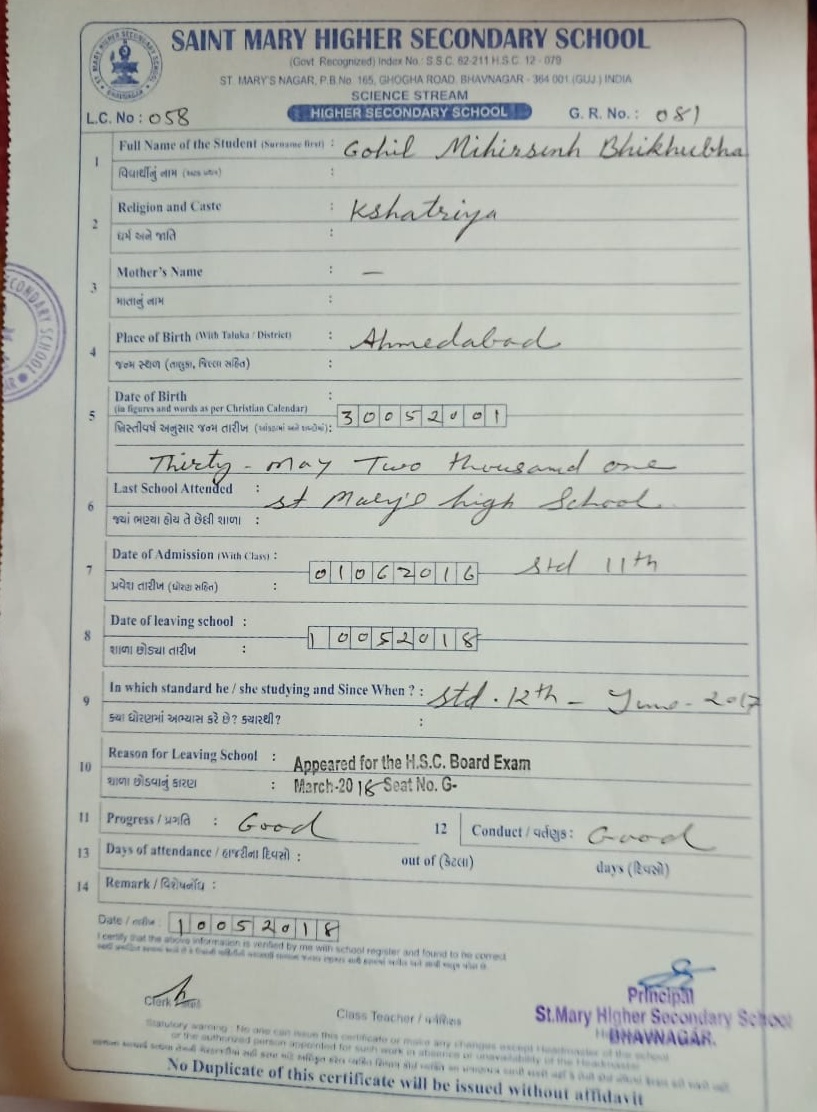 SAINT MARY HIGHER SECONDARY SCHOOL
(Govt. Recognized) Index No.: S.S.C. 62-211 H.S.C. 12 - 079
ST. MARY'S NAGAR, P.B.No. 165, GHOGHA ROAD, BHAVNAGAR - 364 001 (GUJ.) INDIA
SCIENCE STREAM
L.C. No : 058 HIGHER SECONDARY SCHOOL G. R. No. : 081
1 Full Name of the Student (Surname first) : Gohil Mihirsinh Bhikhubha
વિદ્યાર્થીનું નામ :
2 Religion and Caste : Kshatriya
ધર્મ અને જાતિ :
3 Mother's Name : —
માતાનું નામ :
4 Place of Birth (With Taluka / District) : Ahmedabad
જન્મ સ્થળ (તાલુકા, જિલ્લા સહિત) :
5 Date of Birth :
(in figures and words as per Christian Calendar)
ખ્રિસ્તીવર્ષ અનુસાર જન્મ તારીખ (આંકડામાં અને શબ્દોમાં) : 30052001
Thirty - may Two thousand one
6 Last School Attended : st Mary's high School
જ્યાં ભણ્યા હોય તે છેલ્લી શાળા :
7 Date of Admission (With Class) : 01062016 std 11th
પ્રવેશ તારીખ (ધોરણ સહિત) :
8 Date of leaving school : 10052018
શાળા છોડ્યા તારીખ :
9 In which standard he / she studying and Since When ? : std. 12th - June - 2017
ક્યા ધોરણમાં અભ્યાસ કરે છે? ક્યારથી? :
10 Reason for Leaving School : Appeared for the H.S.C. Board Exam
શાળા છોડવાનું કારણ : March-2018 Seat No. G-
11 Progress / પ્રગતિ : Good 12 Conduct / વર્તણુક : Good
13 Days of attendance / હાજરીના દિવસો : out of (કેટલા) days (દિવસો)
14 Remark / વિશેષનોંધ :
Date / તારીખ : 10052018
I certify that the above information is verified by me with school register and found to be correct
Clerk
Class Teacher /
Principal
St.Mary Higher Secondary School
BHAVNAGAR.
Statutory warning : No one can issue this certificate or make any changes except Headmaster of the school
or the authorized person appointed for such work in absence or unavailability of the Headmaster
No Duplicate of this certificate will be issued without affidavit